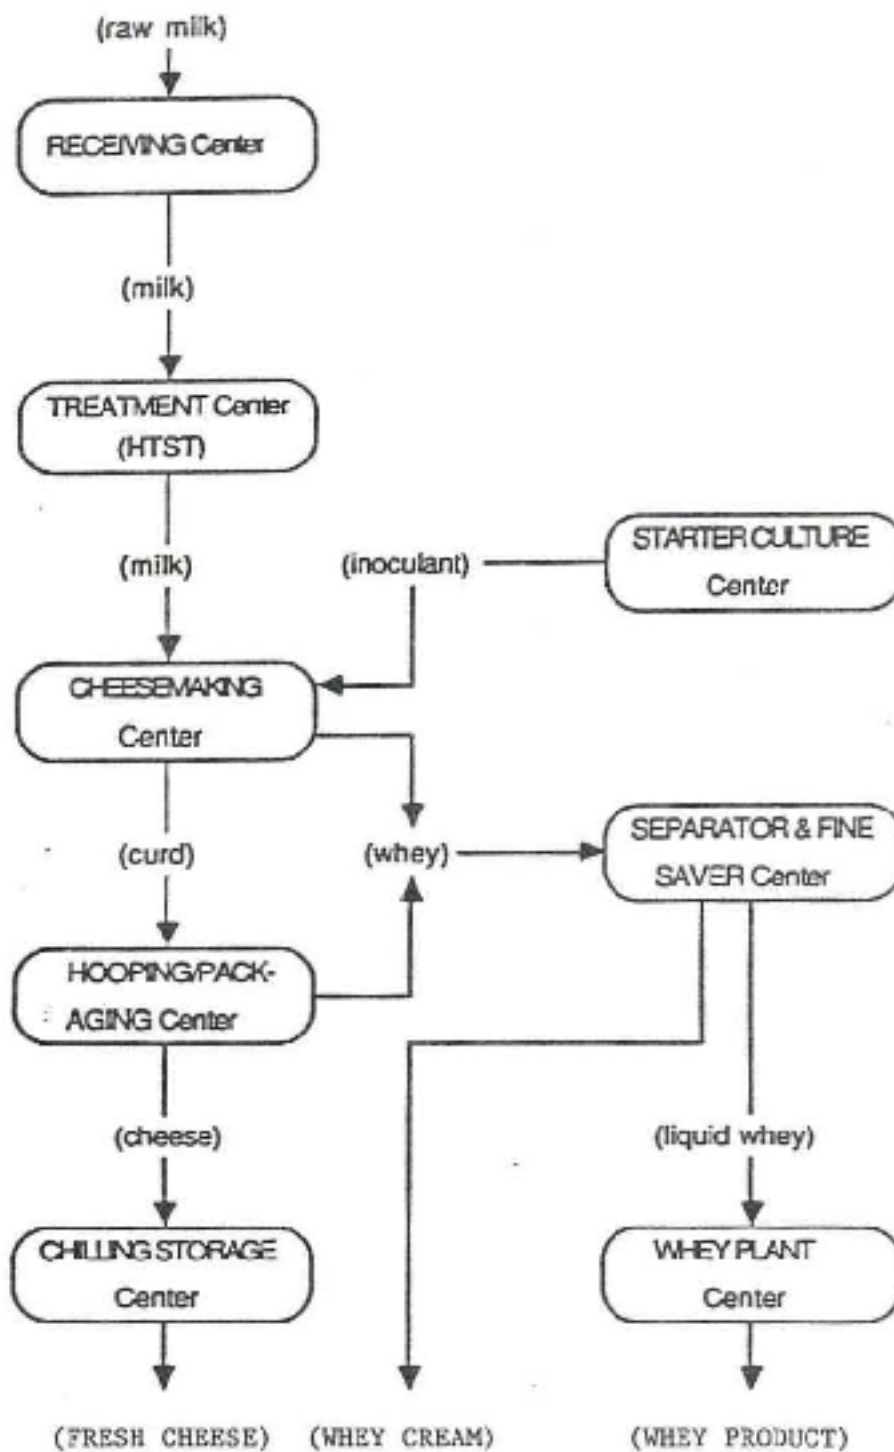 (raw milk)
RECEIVING Center
(milk)
TREATMENT Center
(HTST)
(milk)
(inoculant)
STARTER CULTURE
Center
CHEESEMAKING
Center
(curd)
(whey)
SEPARATOR & FINE
SAVER Center
HOOPING/PACK-
AGING Center
(cheese)
(liquid whey)
CHILLING STORAGE
Center
WHEY PLANT
Center
(FRESH CHEESE)
(WHEY CREAM)
(WHEY PRODUCT)